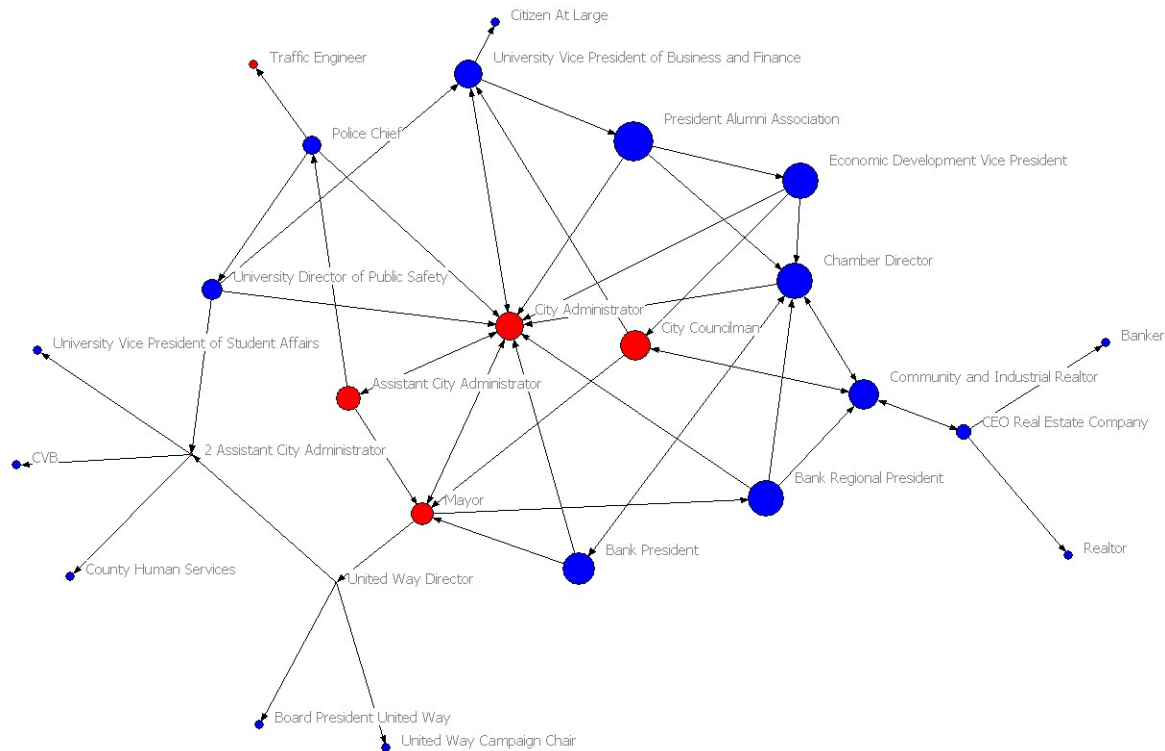 Citizen At Large
University Vice President of Business and Finance
Traffic Engineer
President Alumni Association
Police Chief
Economic Development Vice President
Chamber Director
University Director of Public Safety
City Administrator
City Councilman
University Vice President of Student Affairs
Banker
Assistant City Administrator
Community and Industrial Realtor
CEO Real Estate Company
2 Assistant City Administrator
CVB
Bank Regional President
Mayor
Bank President
Realtor
County Human Services
United Way Director
Board President United Way
United Way Campaign Chair